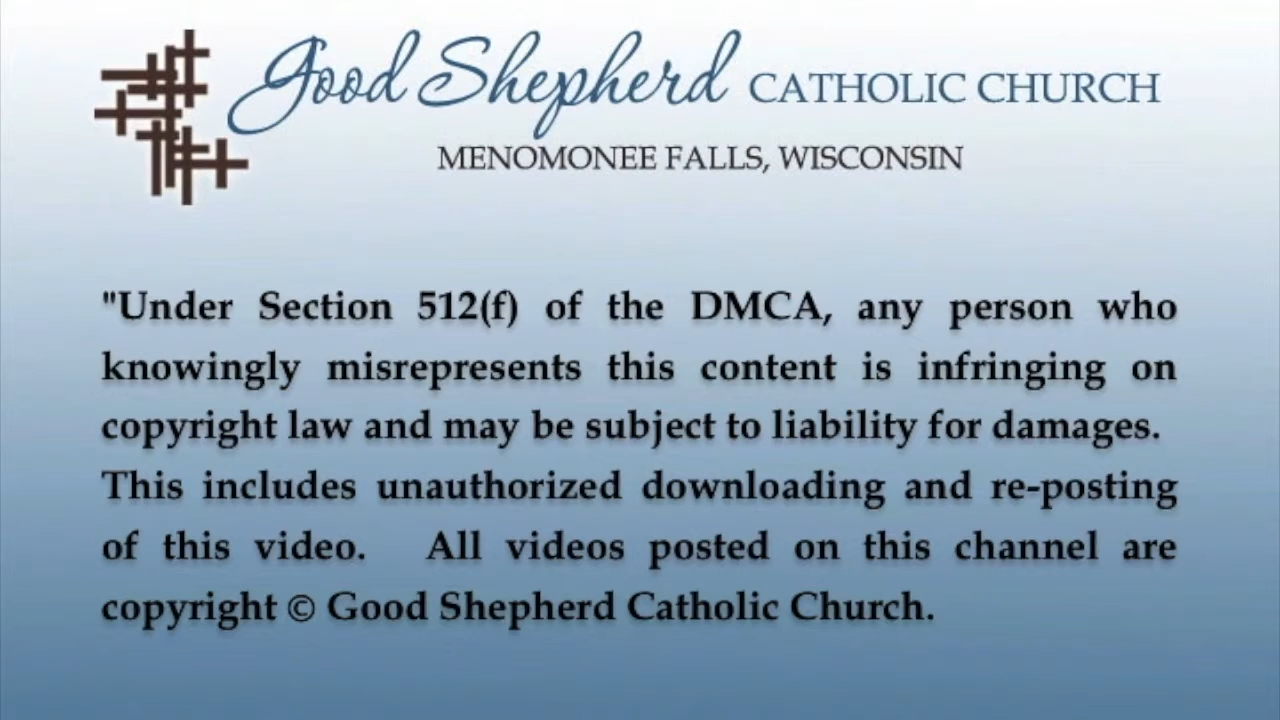 Good Shepherd CATHOLIC CHURCH
MENOMONEE FALLS, WISCONSIN
"Under Section 512(f) of the DMCA, any person who
knowingly misrepresents this content is infringing on
copyright law and may be subject to liability for damages.
This includes unauthorized downloading and re-posting
of this video. All videos posted on this channel are
copyright © Good Shepherd Catholic Church.